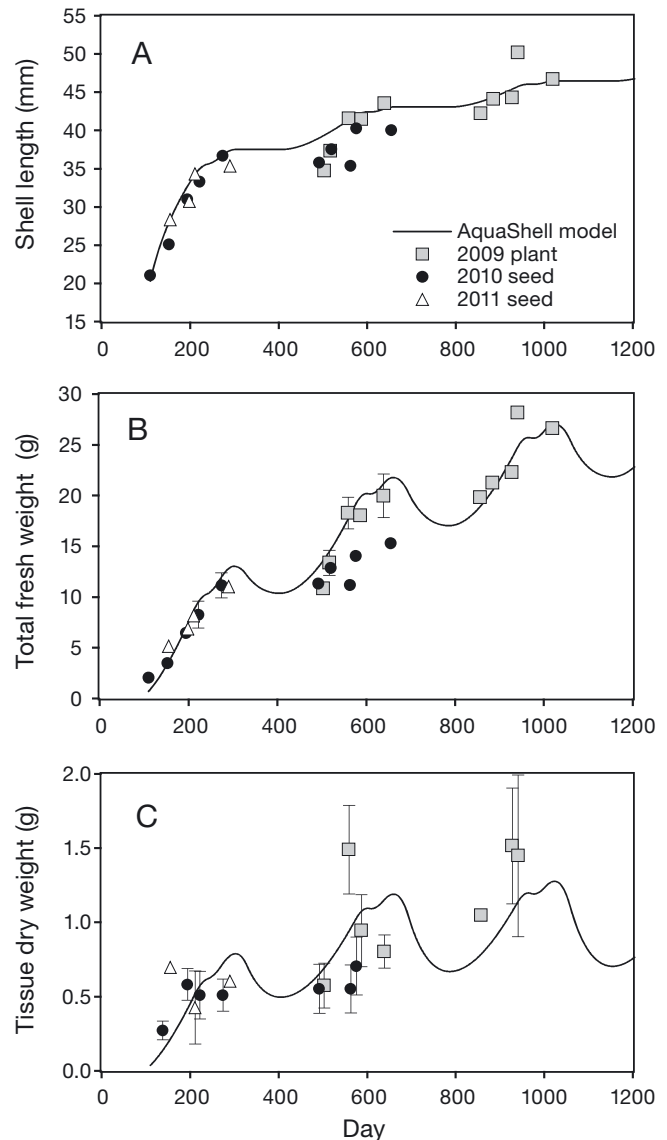 A
Shell length (mm)
55
50
45
40
35
30
25
20
15
AquaShell model
2009 plant
2010 seed
2011 seed
0 200 400 600 800 1000 1200
B
Total fresh weight (g)
30
25
20
15
10
5
0
0 200 400 600 800 1000 1200
C
Tissue dry weight (g)
2.0
1.5
1.0
0.5
0.0
0 200 400 600 800 1000 1200
Day